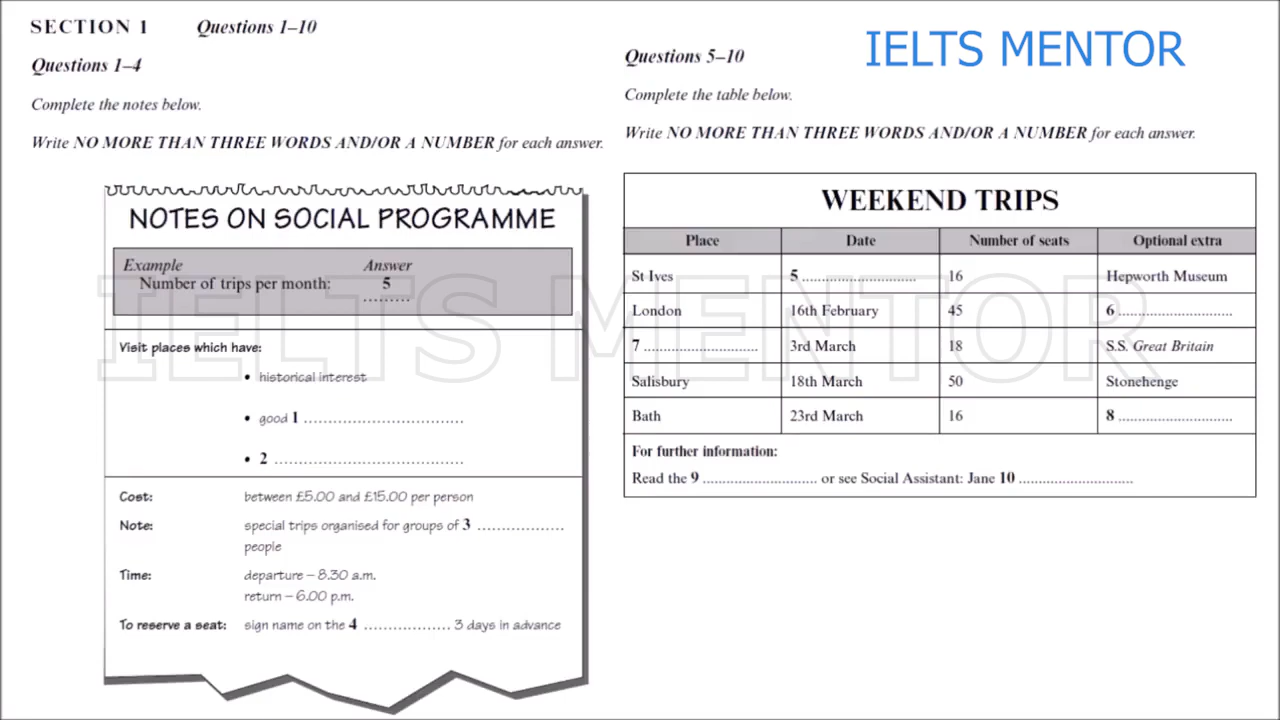 SECTION 1 Questions 1–10
Questions 1–4
Complete the notes below.
Write NO MORE THAN THREE WORDS AND/OR A NUMBER for each answer.
NOTES ON SOCIAL PROGRAMME
Example Answer
Number of trips per month: 5
..........
Visit places which have:
• historical interest
• good 1 ..................................
• 2 ........................................
Cost: between £5.00 and £15.00 per person
Note: special trips organised for groups of 3 ..................
people
Time: departure – 8.30 a.m.
return – 6.00 p.m.
To reserve a seat: sign name on the 4 .................. 3 days in advance
IELTS MENTOR
Questions 5–10
Complete the table below.
Write NO MORE THAN THREE WORDS AND/OR A NUMBER for each answer.
WEEKEND TRIPS
Place Date Number of seats Optional extra
St Ives 5 .............................. 16 Hepworth Museum
London 16th February 45 6 ..............................
7 .............................. 3rd March 18 S.S. Great Britain
Salisbury 18th March 50 Stonehenge
Bath 23rd March 16 8 ..............................
For further information:
Read the 9 .............................. or see Social Assistant: Jane 10 ..............................
IELTS MENTOR